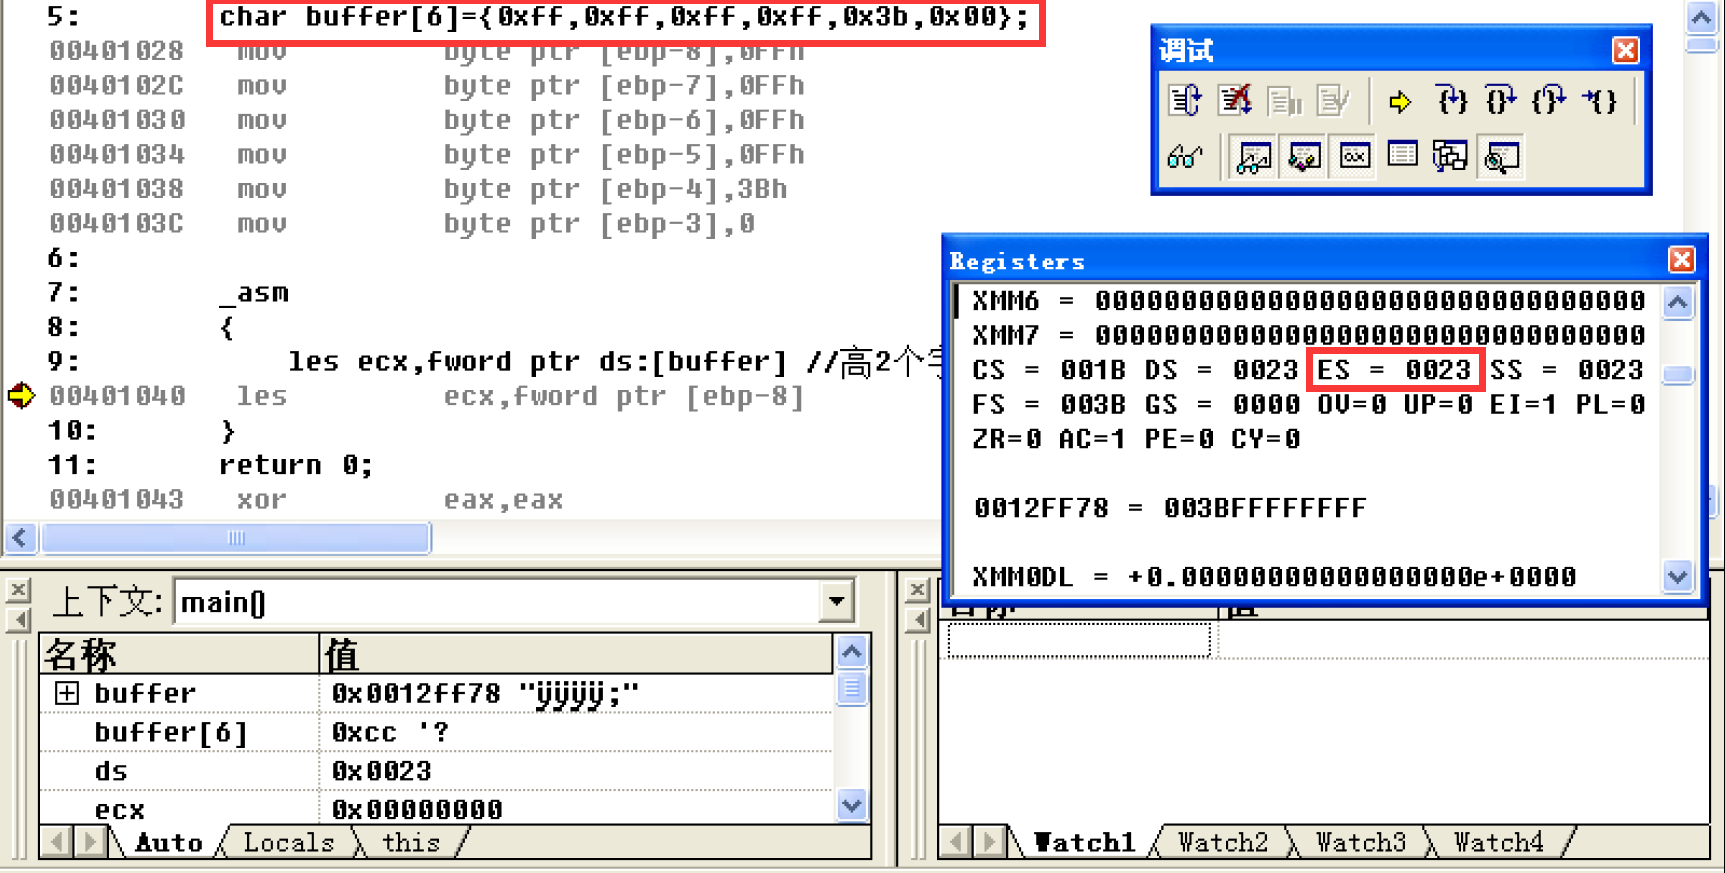 5: char buffer[6]={0xff,0xff,0xff,0xff,0x3b,0x00};
00401028 mov byte ptr [ebp-8],0FFh
0040102C mov byte ptr [ebp-7],0FFh
00401030 mov byte ptr [ebp-6],0FFh
00401034 mov byte ptr [ebp-5],0FFh
00401038 mov byte ptr [ebp-4],3Bh
0040103C mov byte ptr [ebp-3],0
6:
7: _asm
8: {
9: les ecx,fword ptr ds:[buffer] //高2个
00401040 les ecx,fword ptr [ebp-8]
10: }
11: return 0;
00401043 xor eax,eax
调试
Registers
XMM6 = 00000000000000000000000000000000
XMM7 = 00000000000000000000000000000000
CS = 001B DS = 0023 ES = 0023 SS = 0023
FS = 003B GS = 0000 OV=0 UP=0 EI=1 PL=0
ZR=0 AC=1 PE=0 CY=0
0012FF78 = 003BFFFFFFFF
XMM0DL = +0.00000000000000000e+0000
上下文: main()
名称 值
buffer 0x0012ff78 "ÿÿÿÿ;"
buffer[6] 0xcc '?
ds 0x0023
ecx 0x00000000
Auto Locals this
名称 值
Watch1 Watch2 Watch3 Watch4